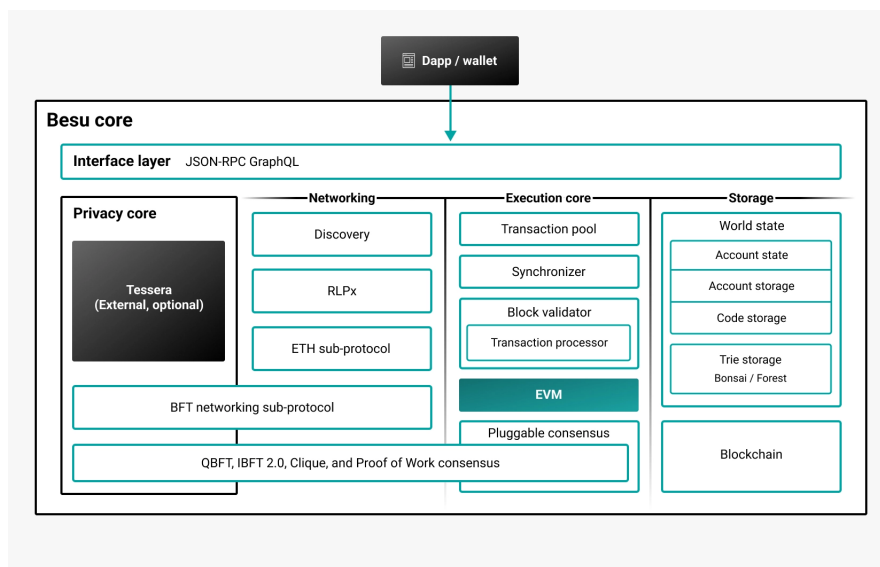 Dapp / wallet
Besu core
Interface layer JSON-RPC GraphQL
Privacy core
Tessera
(External, optional)
Networking
Discovery
RLPx
ETH sub-protocol
BFT networking sub-protocol
QBFT, IBFT 2.0, Clique, and Proof of Work consensus
Execution core
Transaction pool
Synchronizer
Block validator
Transaction processor
EVM
Pluggable consensus
Storage
World state
Account state
Account storage
Code storage
Trie storage
Bonsai / Forest
Blockchain